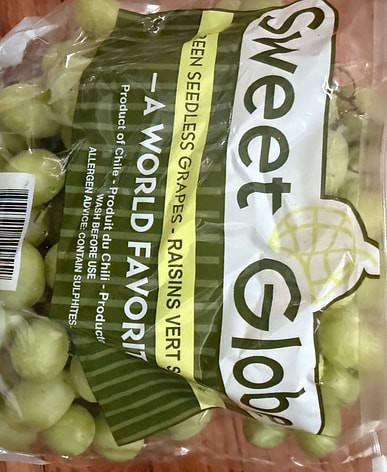 Sweet Globe
GREEN SEEDLESS GRAPES - RAISINS VERT S
— A WORLD FAVORIT
Product of Chile - Produit du Chili - Product
WASH BEFORE USE
ALLERGEN ADVICE: CONTAIN SULPHITES